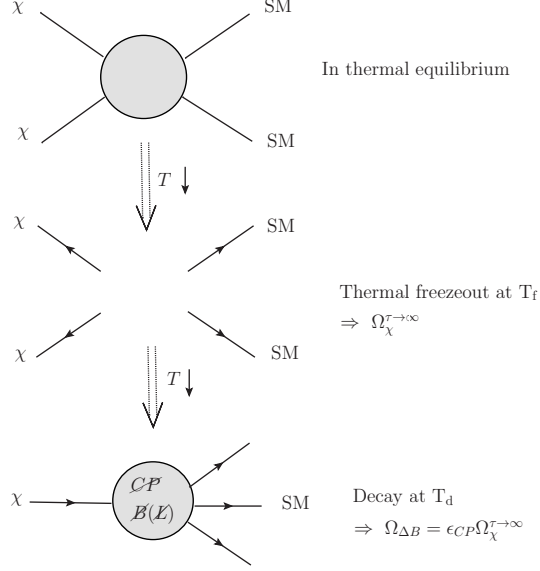 χ SM
In thermal equilibrium
χ SM
T ↓
χ SM
Thermal freezeout at T_f
⇒ Ω_χ^{τ→∞}
χ SM
T ↓
C̸P̸
χ SM
B̸(L̸)
Decay at T_d
⇒ Ω_{ΔB} = ϵ_{CP}Ω_χ^{τ→∞}